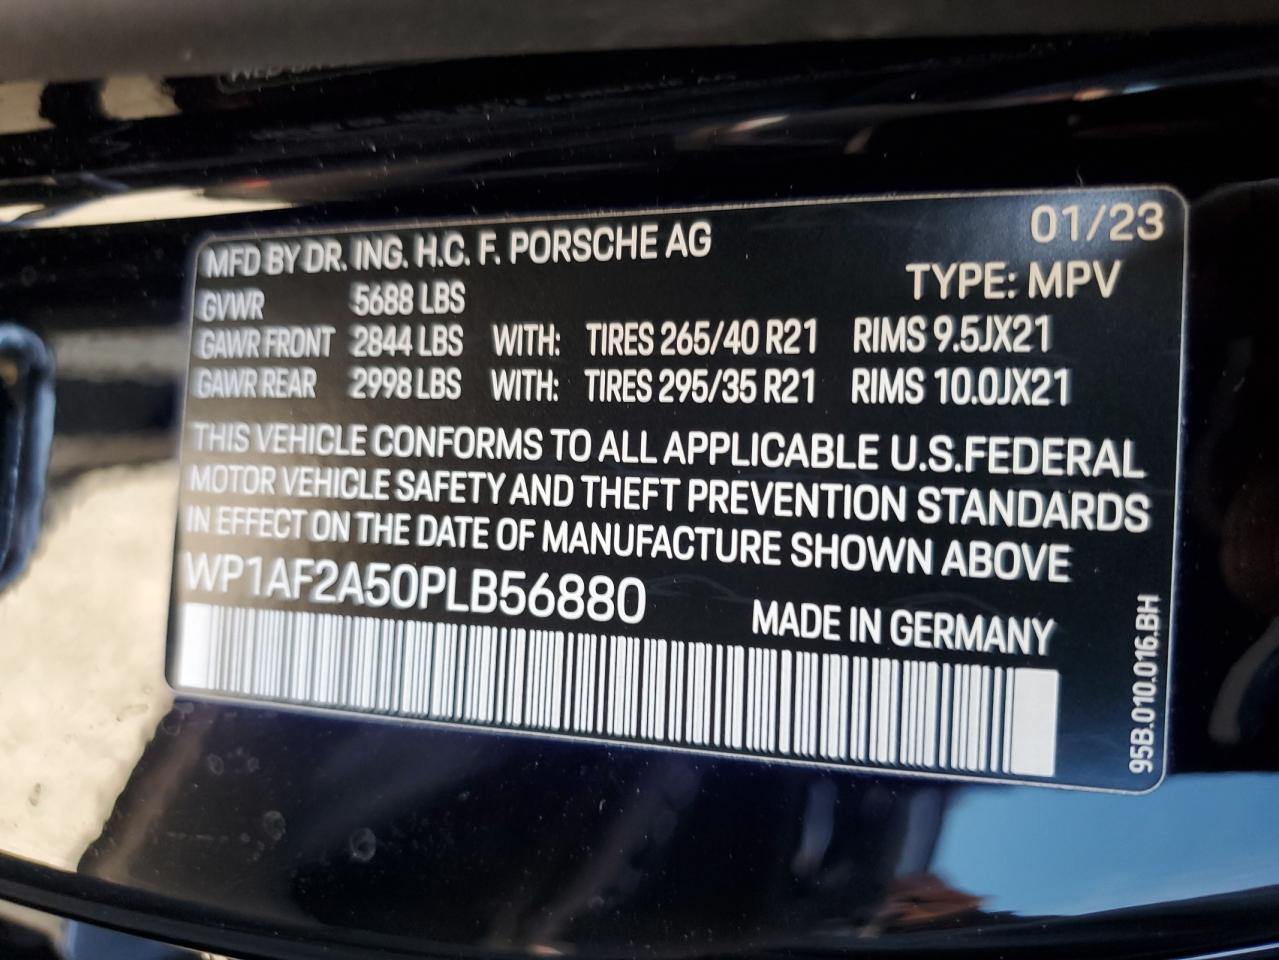 MFD BY DR. ING. H.C. F. PORSCHE AG 01/23
TYPE: MPV
GVWR 5688 LBS
GAWR FRONT 2844 LBS WITH: TIRES 265/40 R21 RIMS 9.5JX21
GAWR REAR 2998 LBS WITH: TIRES 295/35 R21 RIMS 10.0JX21
THIS VEHICLE CONFORMS TO ALL APPLICABLE U.S.FEDERAL
MOTOR VEHICLE SAFETY AND THEFT PREVENTION STANDARDS
IN EFFECT ON THE DATE OF MANUFACTURE SHOWN ABOVE
WP1AF2A50PLB56880
MADE IN GERMANY
95B.010.016.BH